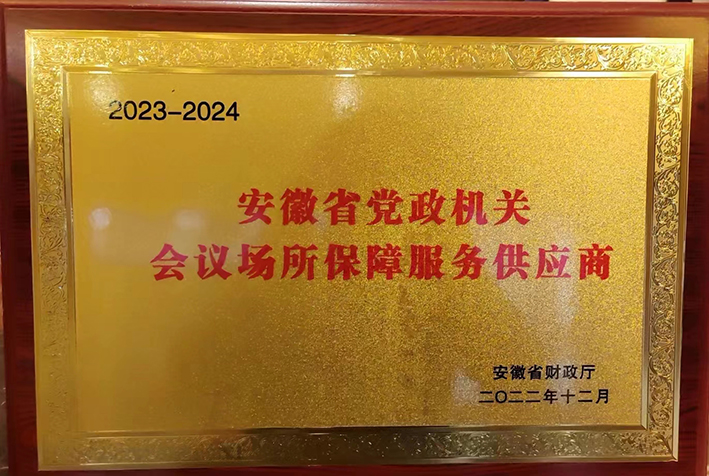 2023-2024
安徽省党政机关
会议场所保障服务供应商
安徽省财政厅
二〇二二年十二月